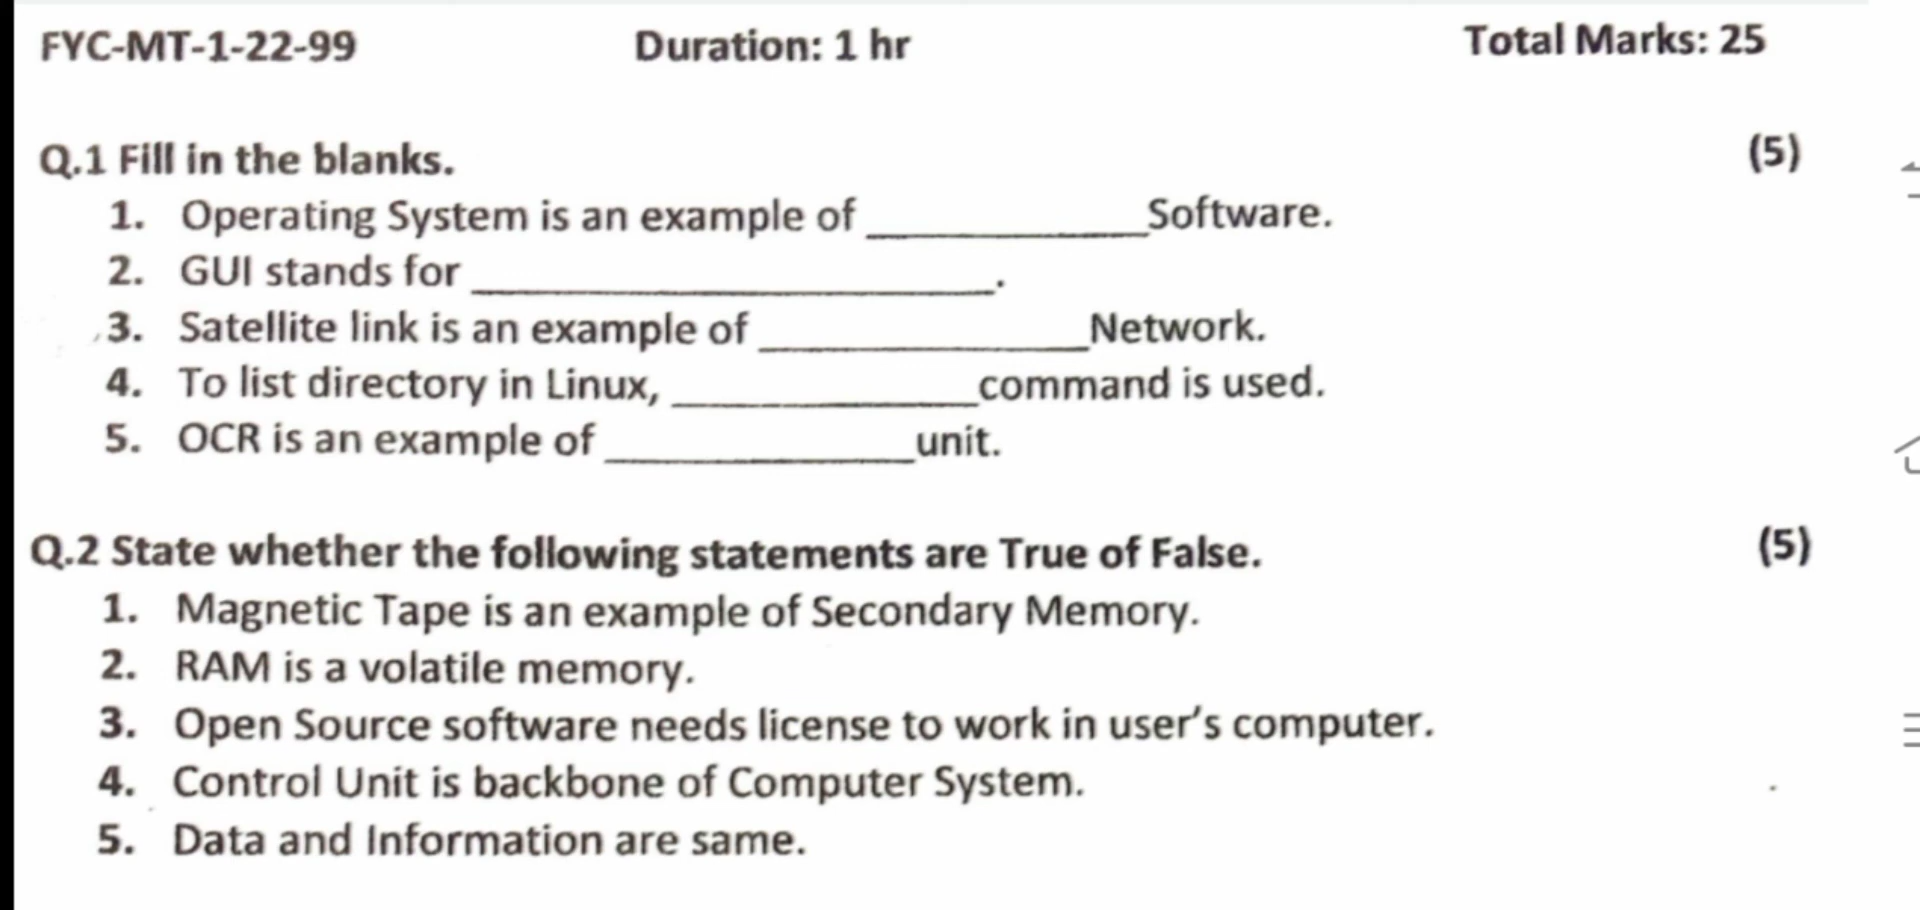 FYC-MT-1-22-99 Duration: 1 hr Total Marks: 25
Q.1 Fill in the blanks. (5)
1. Operating System is an example of ____________Software.
2. GUI stands for ______________________.
3. Satellite link is an example of ______________Network.
4. To list directory in Linux, _____________command is used.
5. OCR is an example of _____________unit.
Q.2 State whether the following statements are True of False. (5)
1. Magnetic Tape is an example of Secondary Memory.
2. RAM is a volatile memory.
3. Open Source software needs license to work in user's computer.
4. Control Unit is backbone of Computer System.
5. Data and Information are same.